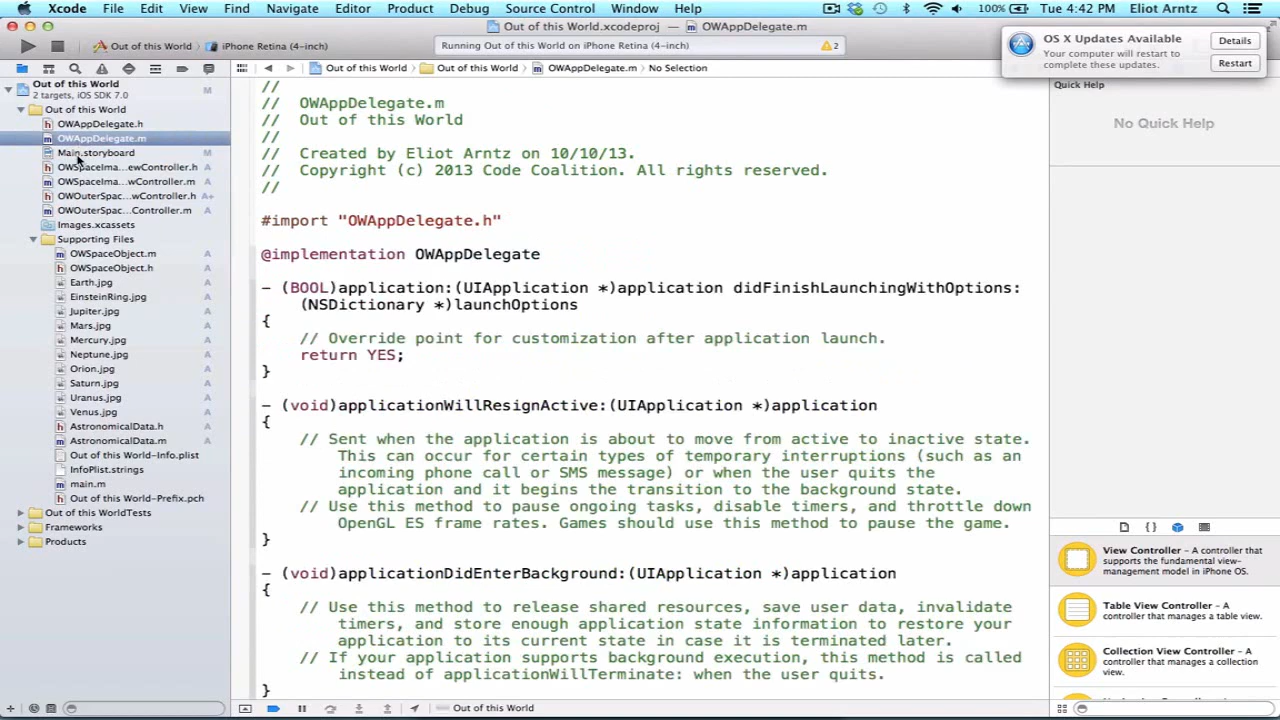 Xcode File Edit View Find Navigate Editor Product Debug Source Control Window Help 100% Tue 4:42 PM Eliot Arntz
Out of this World.xcodeproj — OWAppDelegate.m
Out of this World iPhone Retina (4-inch) Running Out of this World on iPhone Retina (4-inch) 2
OS X Updates Available
Your computer will restart to complete these updates.
Details
Restart
Out of this World Out of this World OWAppDelegate.m No Selection
Out of this World M
2 targets, iOS SDK 7.0
Out of this World
OWAppDelegate.h
OWAppDelegate.m
Main.storyboard M
OWSpaceIma...ewController.h A
OWSpaceIma...wController.m A
OWOuterSpac...wController.h A+
OWOuterSpac...Controller.m A
Images.xcassets
Supporting Files
OWSpaceObject.m A
OWSpaceObject.h A
Earth.jpg A
EinsteinRing.jpg A
Jupiter.jpg A
Mars.jpg A
Mercury.jpg A
Neptune.jpg A
Orion.jpg A
Saturn.jpg A
Uranus.jpg A
Venus.jpg A
AstronomicalData.h A
AstronomicalData.m A
Out of this World-Info.plist
InfoPlist.strings
main.m
Out of this World-Prefix.pch
Out of this WorldTests
Frameworks
Products
//
// OWAppDelegate.m
// Out of this World
//
// Created by Eliot Arntz on 10/10/13.
// Copyright (c) 2013 Code Coalition. All rights reserved.
//
#import "OWAppDelegate.h"
@implementation OWAppDelegate
- (BOOL)application:(UIApplication *)application didFinishLaunchingWithOptions:
(NSDictionary *)launchOptions
{
// Override point for customization after application launch.
return YES;
}
- (void)applicationWillResignActive:(UIApplication *)application
{
// Sent when the application is about to move from active to inactive state.
This can occur for certain types of temporary interruptions (such as an
incoming phone call or SMS message) or when the user quits the
application and it begins the transition to the background state.
// Use this method to pause ongoing tasks, disable timers, and throttle down
OpenGL ES frame rates. Games should use this method to pause the game.
}
- (void)applicationDidEnterBackground:(UIApplication *)application
{
// Use this method to release shared resources, save user data, invalidate
timers, and store enough application state information to restore your
application to its current state in case it is terminated later.
// If your application supports background execution, this method is called
instead of applicationWillTerminate: when the user quits.
}
Out of this World
Quick Help
No Quick Help
View Controller – A controller that
supports the fundamental view-
management model in iPhone OS.
Table View Controller – A
controller that manages a table view.
Collection View Controller – A
controller that manages a collection
view.